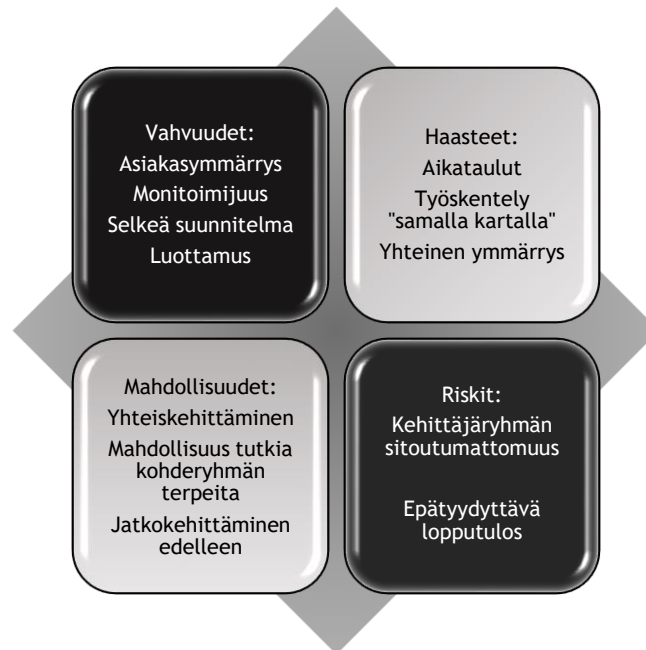 Vahvuudet:
Asiakasymmärrys
Monitoimijuus
Selkeä suunnitelma
Luottamus
Haasteet:
Aikataulut
Työskentely
"samalla kartalla"
Yhteinen ymmärrys
Mahdollisuudet:
Yhteiskehittäminen
Mahdollisuus tutkia
kohderyhmän
terpeita
Jatkokehittäminen
edelleen
Riskit:
Kehittäjäryhmän
sitoutumattomuus
Epätyydyttävä
lopputulos